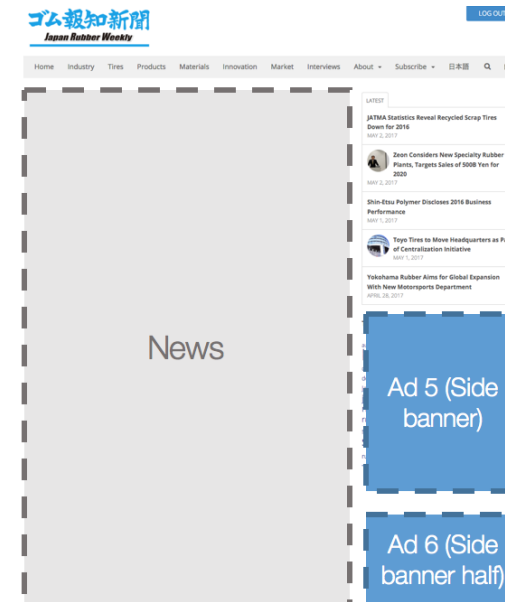 ゴム報知新聞
Japan Rubber Weekly
LOG OUT
Home Industry Tires Products Materials Innovation Market Interviews About Subscribe 日本語
LATEST
JATMA Statistics Reveal Recycled Scrap Tires
Down for 2016
MAY 2, 2017
Zeon Considers New Specialty Rubber
Plants, Targets Sales of 500B Yen for
2020
MAY 2, 2017
Shin-Etsu Polymer Discloses 2016 Business
Performance
MAY 1, 2017
Toyo Tires to Move Headquarters as
of Centralization Initiative
MAY 1, 2017
Yokohama Rubber Aims for Global Expansion
With New Motorsports Department
APRIL 28, 2017
News
Ad 5 (Side
banner)
Ad 6 (Side
banner half)